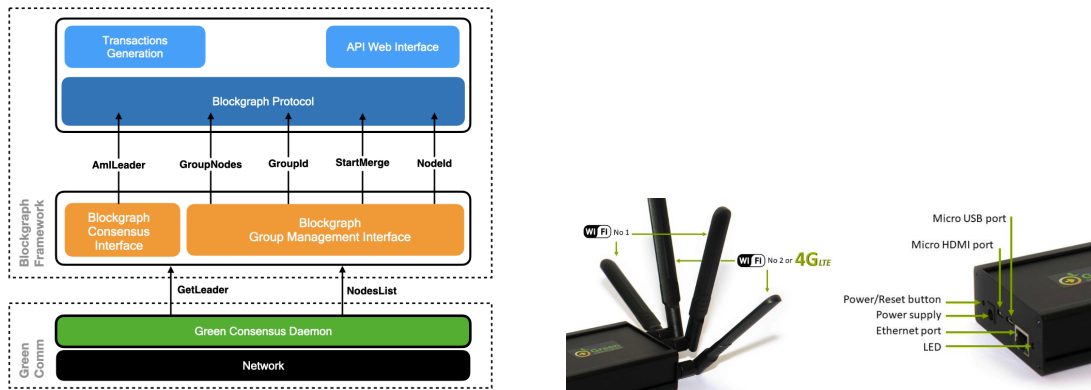 Transactions
Generation
API Web Interface
Blockgraph Protocol
AmILeader
GroupNodes
GroupId
StartMerge
NodeId
Blockgraph
Framework
Blockgraph
Consensus
Interface
Blockgraph
Group Management Interface
GetLeader
NodesList
Green
Comm
Green Consensus Daemon
Network
Wi Fi No 1
Wi Fi No 2 or 4G LTE
Green
Micro USB port
Micro HDMI port
Power/Reset button
Power supply
Ethernet port
LED